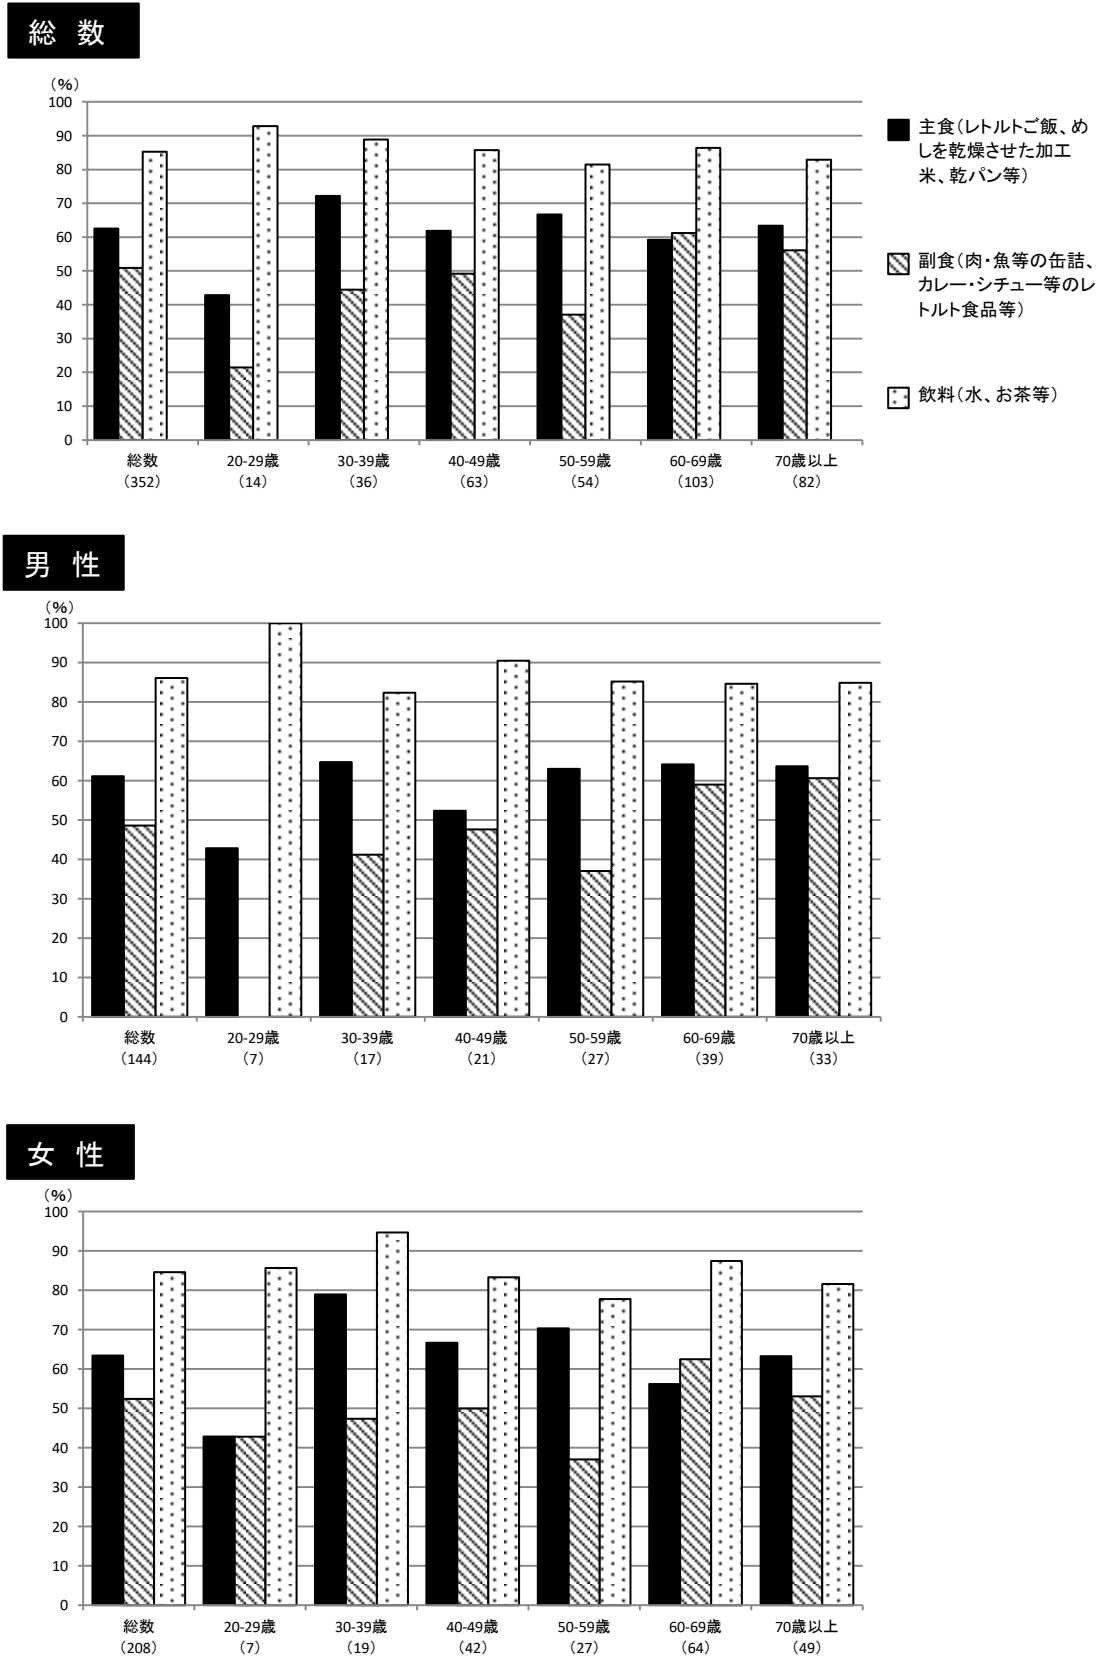 総 数
（%）
100
90
80
70
60
50
40
30
20
10
0
総数 20-29歳 30-39歳 40-49歳 50-59歳 60-69歳 70歳以上
（352） （14） （36） （63） （54） （103） （82）
主食（レトルトご飯、め
しを乾燥させた加工
米、乾パン等）
副食（肉・魚等の缶詰、
カレー・シチュー等のレ
トルト食品等）
飲料（水、お茶等）
男 性
（%）
100
90
80
70
60
50
40
30
20
10
0
総数 20-29歳 30-39歳 40-49歳 50-59歳 60-69歳 70歳以上
（144） （7） （17） （21） （27） （39） （33）
女 性
（%）
100
90
80
70
60
50
40
30
20
10
0
総数 20-29歳 30-39歳 40-49歳 50-59歳 60-69歳 70歳以上
（208） （7） （19） （42） （27） （64） （49）